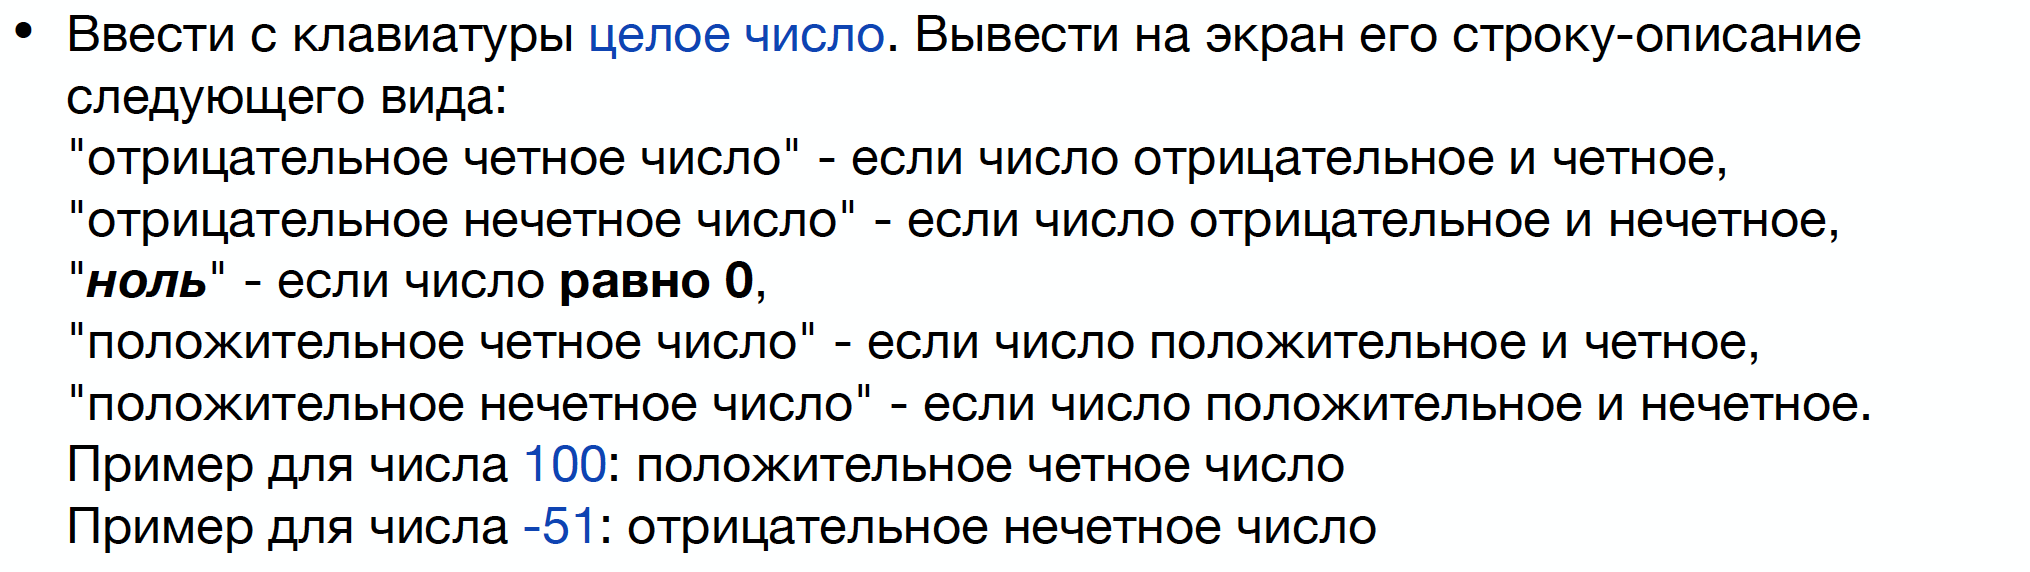 • Ввести с клавиатуры целое число. Вывести на экран его строку-описание
следующего вида:
"отрицательное четное число" - если число отрицательное и четное,
"отрицательное нечетное число" - если число отрицательное и нечетное,
"ноль" - если число равно 0,
"положительное четное число" - если число положительное и четное,
"положительное нечетное число" - если число положительное и нечетное.
Пример для числа 100: положительное четное число
Пример для числа -51: отрицательное нечетное число